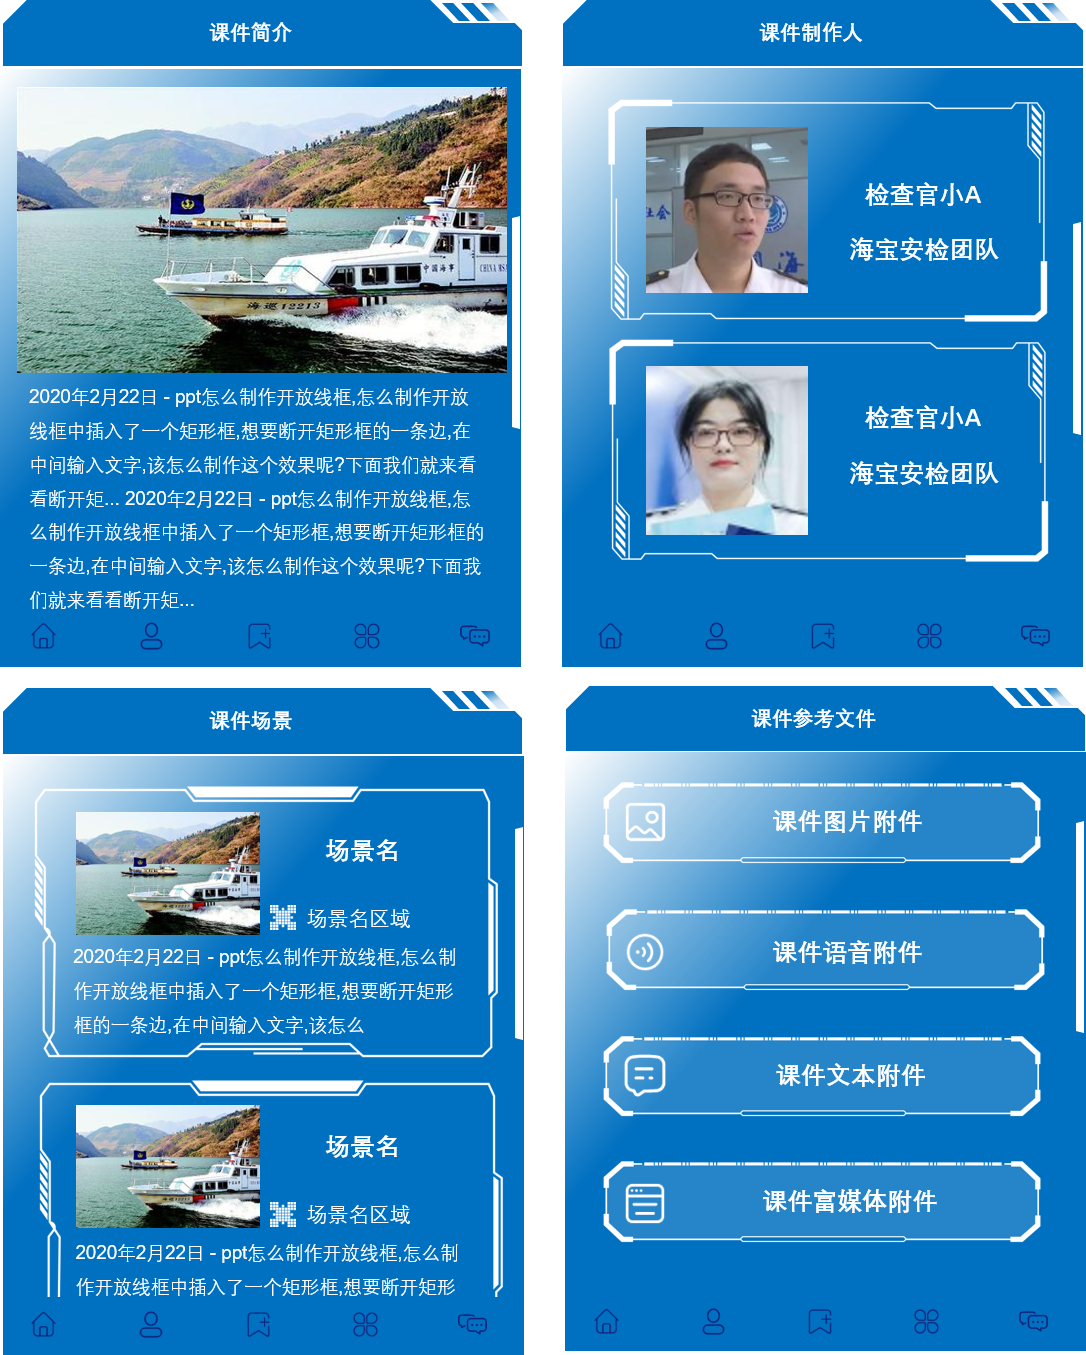 课件简介
中国海事
CHINA MSA
海巡12213
2020年2月22日 - ppt怎么制作开放线框,怎么制作开放
线框中插入了一个矩形框,想要断开矩形框的一条边,在
中间输入文字,该怎么制作这个效果呢?下面我们就来看
看断开矩... 2020年2月22日 - ppt怎么制作开放线框,怎
么制作开放线框中插入了一个矩形框,想要断开矩形框的
一条边,在中间输入文字,该怎么制作这个效果呢?下面我
们就来看看断开矩...
课件制作人
检查官小A
海宝安检团队
检查官小A
海宝安检团队
课件场景
场景名
场景名区域
2020年2月22日 - ppt怎么制作开放线框,怎么制
作开放线框中插入了一个矩形框,想要断开矩形
框的一条边,在中间输入文字,该怎么
场景名
场景名区域
2020年2月22日 - ppt怎么制作开放线框,怎么制
作开放线框中插入了一个矩形框,想要断开矩形
课件参考文件
课件图片附件
课件语音附件
课件文本附件
课件富媒体附件